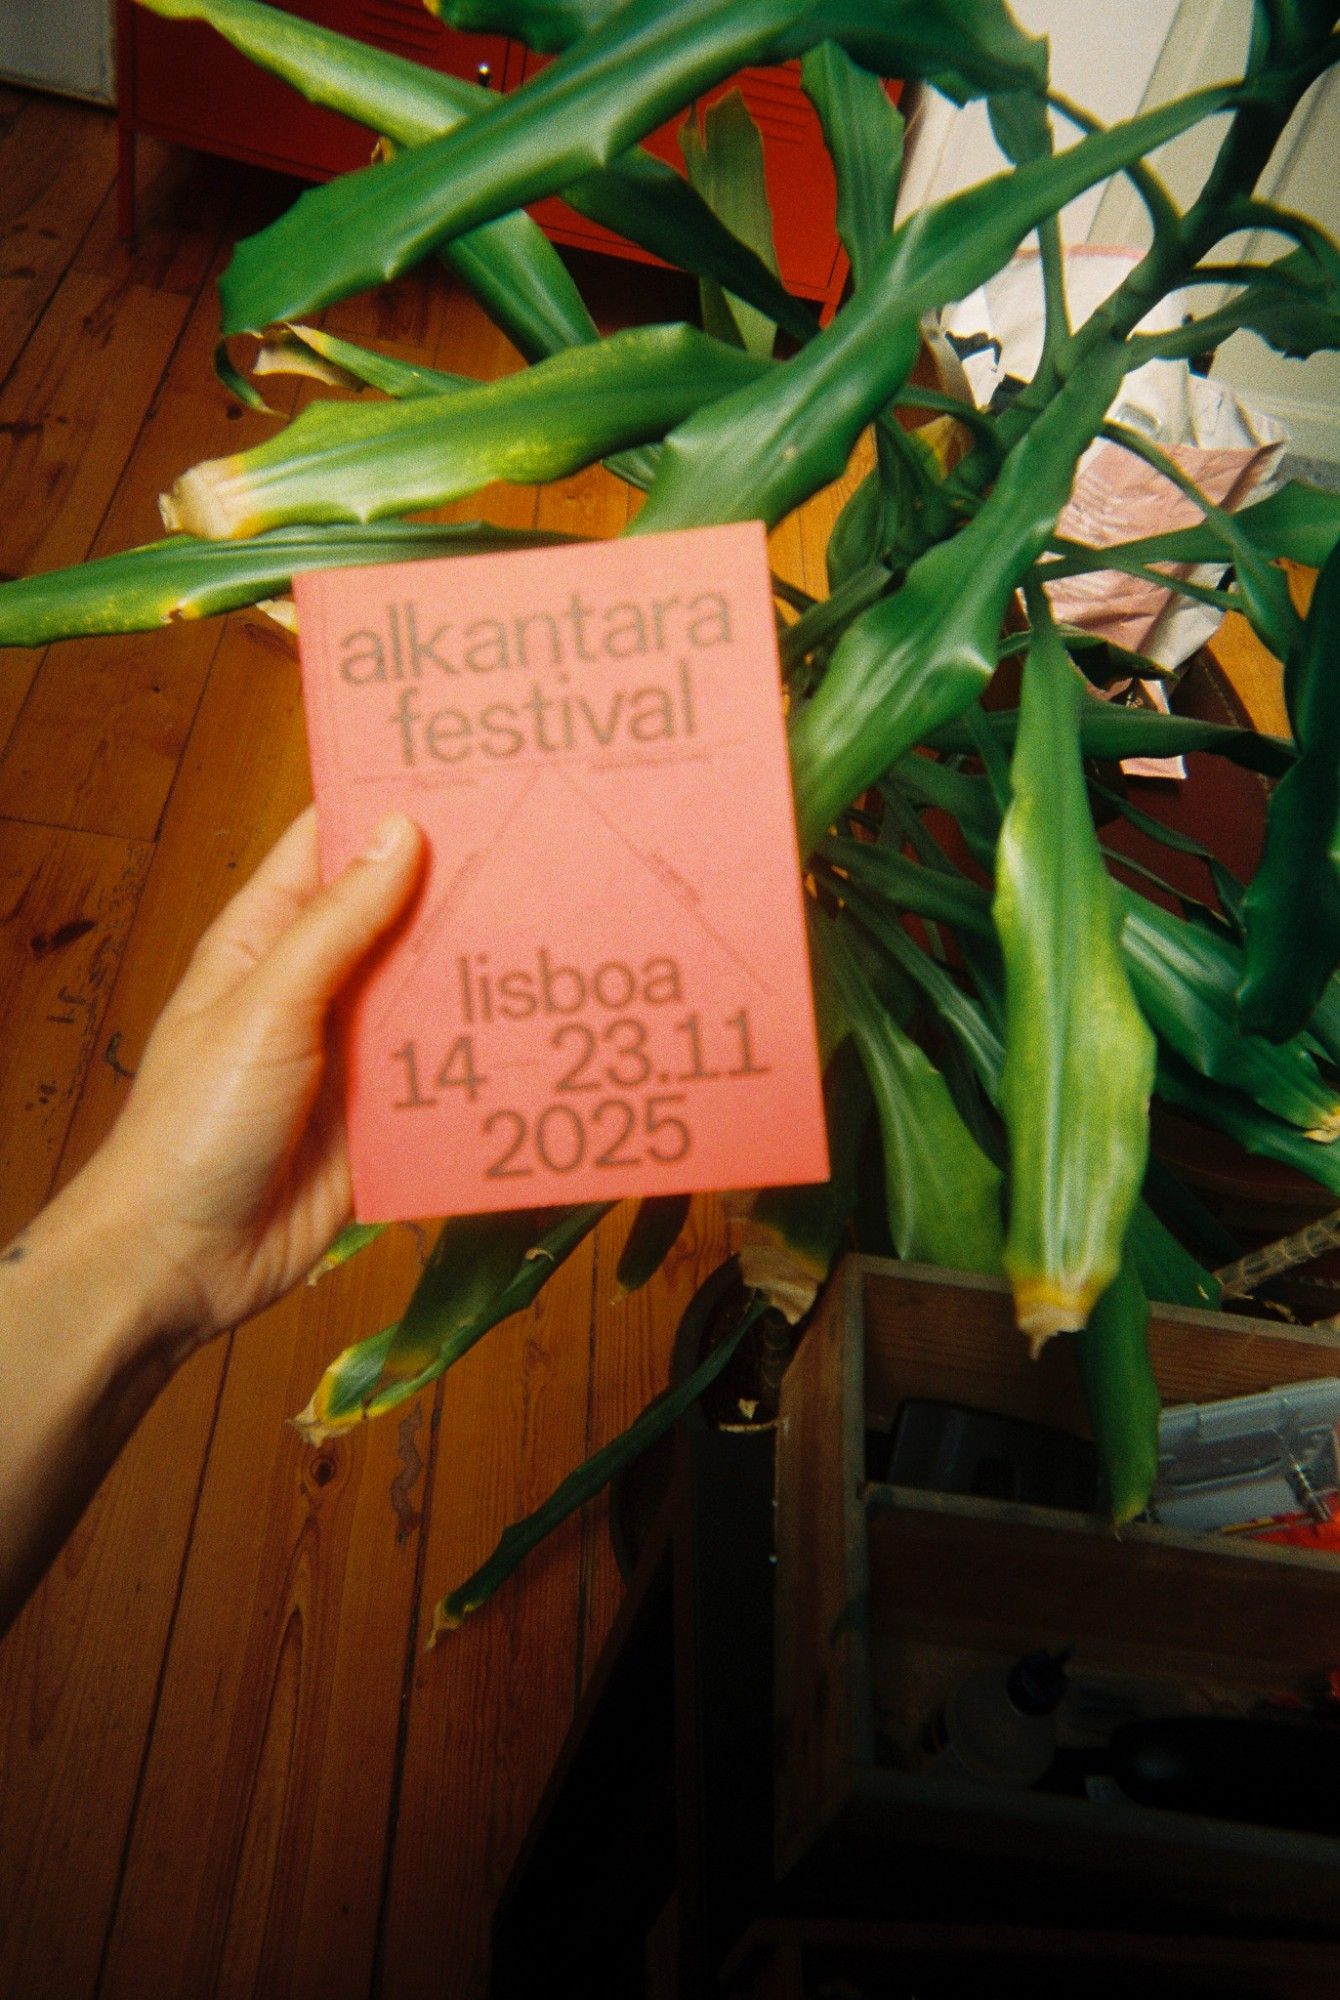 alkantara
festival
lisboa
14—23.11
2025